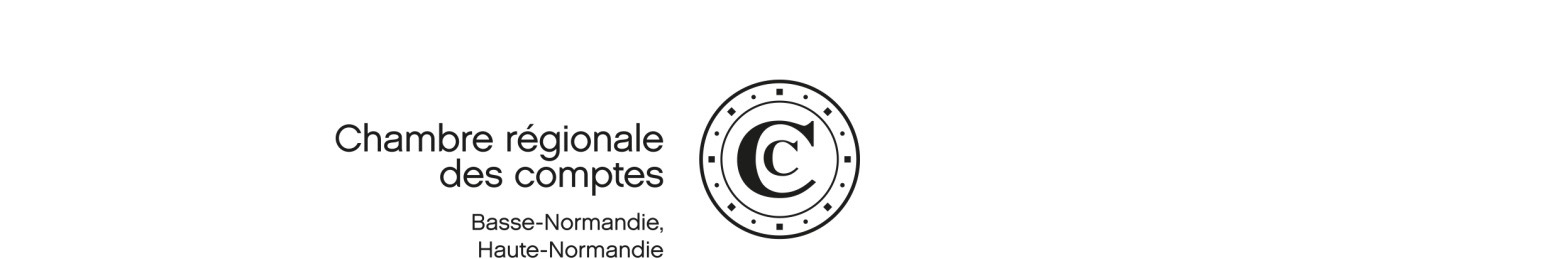 Chambre régionale
des comptes
Basse-Normandie,
Haute-Normandie
CC